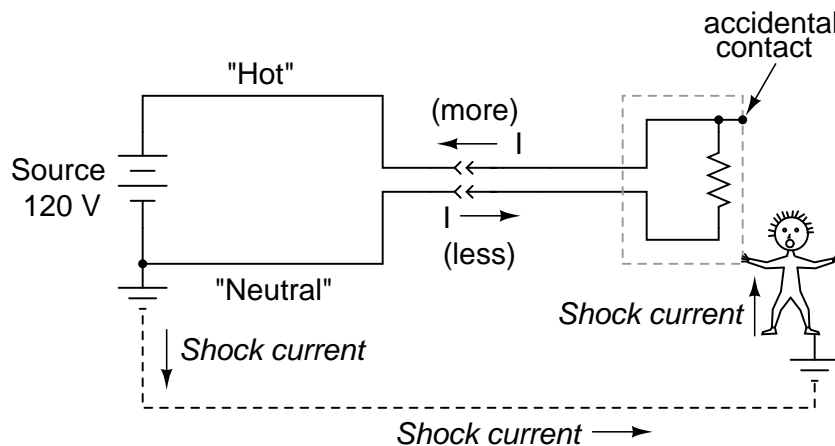 accidental
contact
"Hot"
(more)
I
Source
120 V
I
(less)
"Neutral"
Shock current
Shock current
Shock current